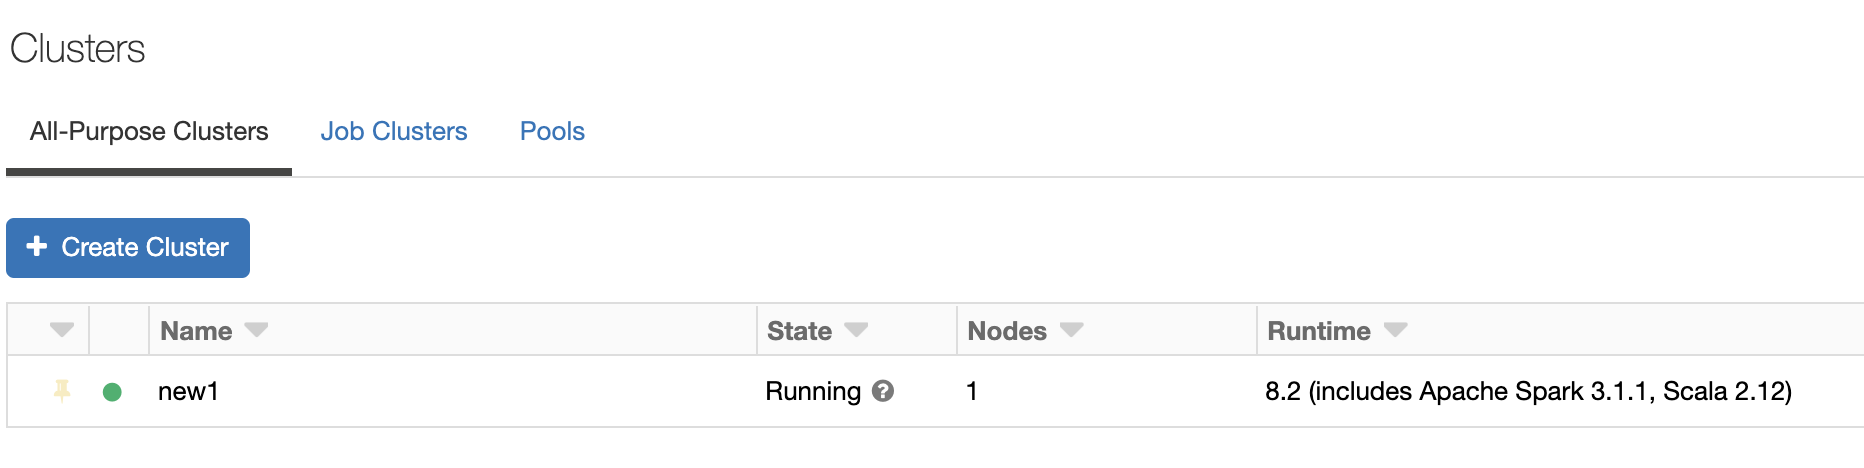 Clusters
All-Purpose Clusters Job Clusters Pools
+ Create Cluster
Name State Nodes Runtime
new1 Running ? 1 8.2 (includes Apache Spark 3.1.1, Scala 2.12)